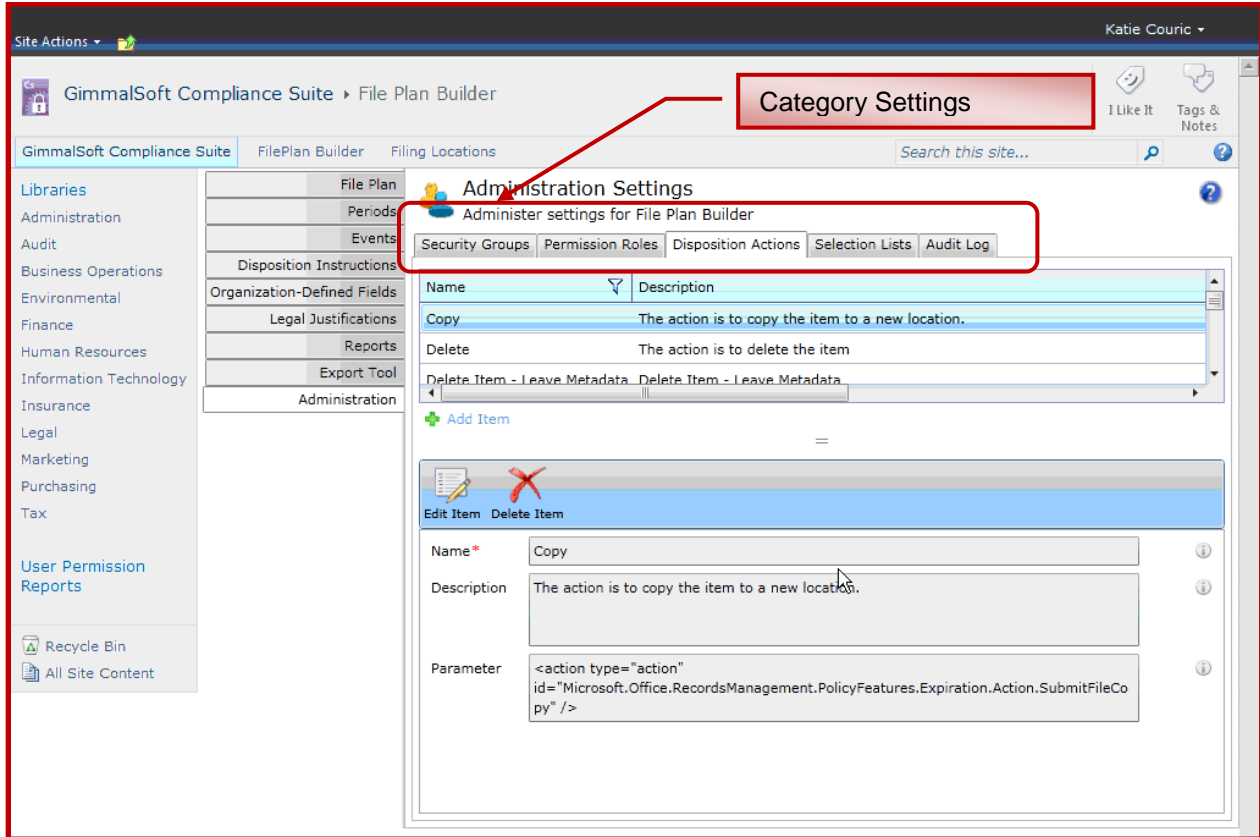 Katie Couric
Site Actions
GimmalSoft Compliance Suite File Plan Builder
Category Settings
I Like It
Tags & Notes
GimmalSoft Compliance Suite
FilePlan Builder
Filing Locations
Search this site...
Libraries
Administration
Audit
Business Operations
Environmental
Finance
Human Resources
Information Technology
Insurance
Legal
Marketing
Purchasing
Tax
User Permission
Reports
Recycle Bin
All Site Content
File Plan
Periods
Events
Disposition Instructions
Organization-Defined Fields
Legal Justifications
Reports
Export Tool
Administration
Administration Settings
Administer settings for File Plan Builder
Security Groups
Permission Roles
Disposition Actions
Selection Lists
Audit Log
Name Description
Copy The action is to copy the item to a new location.
Delete The action is to delete the item
Delete Item - Leave Metadata Delete Item - Leave Metadata
Add Item
Edit Item Delete Item
Name* Copy
Description The action is to copy the item to a new location.
Parameter <action type="action"
id="Microsoft.Office.RecordsManagement.PolicyFeatures.Expiration.Action.SubmitFileCo
py" />